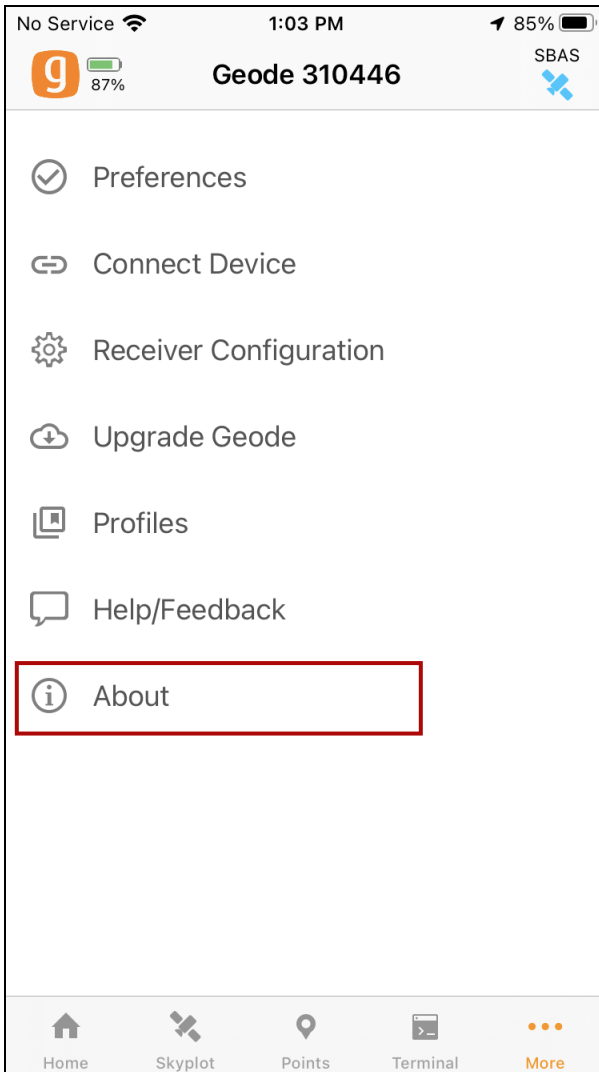 No Service 1:03 PM 85%
g 87% Geode 310446 SBAS
Preferences
Connect Device
Receiver Configuration
Upgrade Geode
Profiles
Help/Feedback
About
Home Skyplot Points Terminal More